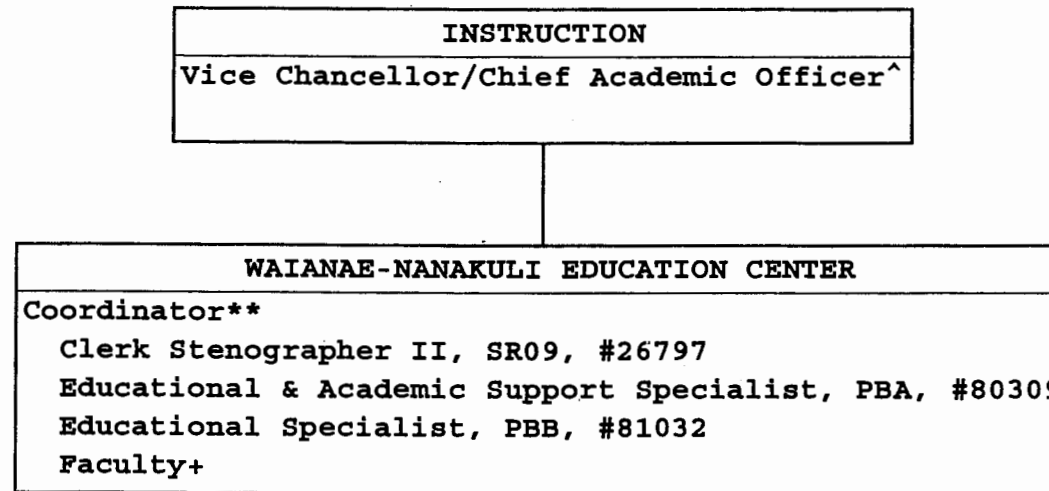 INSTRUCTION
Vice Chancellor/Chief Academic Officer^
WAIANAE-NANAKULI EDUCATION CENTER
Coordinator**
Clerk Stenographer II, SR09, #26797
Educational & Academic Support Specialist, PBA, #80309
Educational Specialist, PBB, #81032
Faculty+